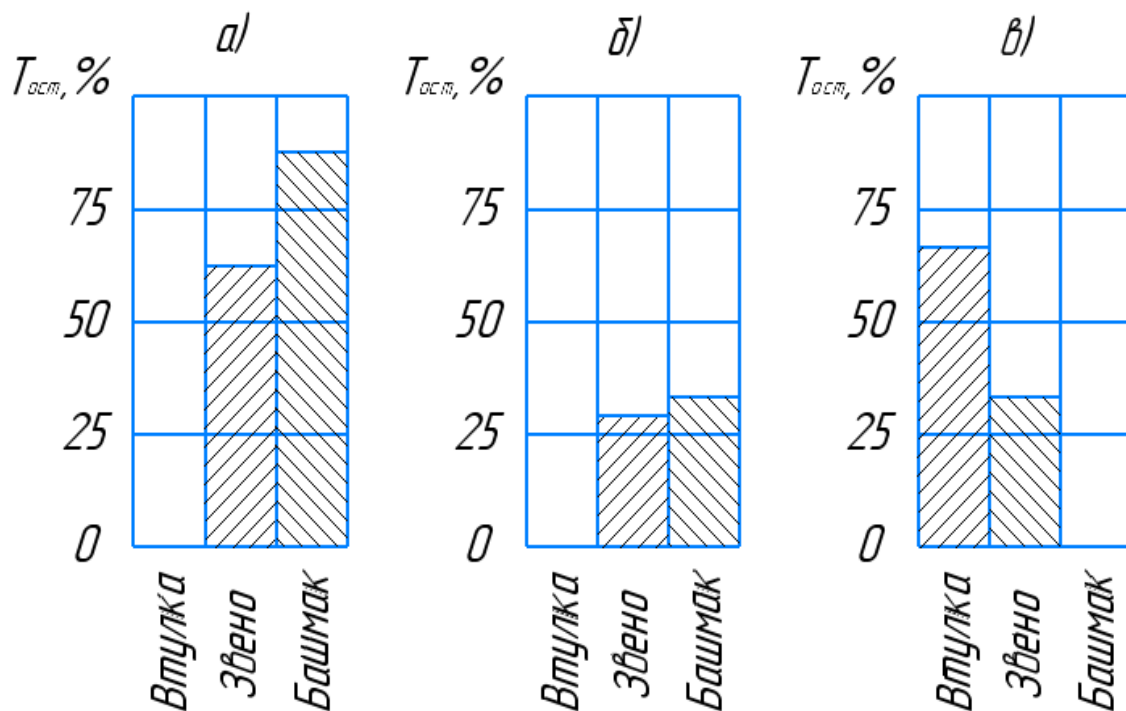 а)
б)
в)
Tост, %
Tост, %
Tост, %
75
75
75
50
50
50
25
25
25
0
0
0
Втулка
Звено
Башмак
Втулка
Звено
Башмак
Втулка
Звено
Башмак